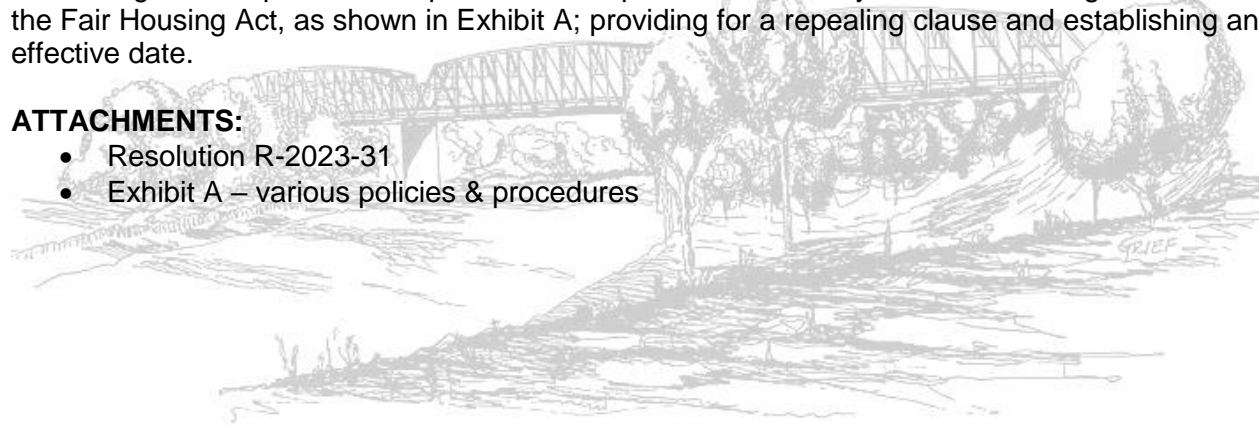 the Fair Housing Act, as shown in Exhibit A; providing for a repealing clause and establishing an
effective date.
ATTACHMENTS:
• Resolution R-2023-31
• Exhibit A – various policies & procedures
GRIEF